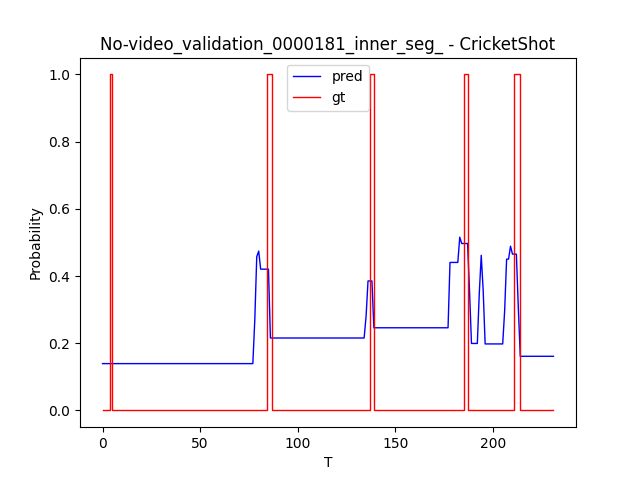 No-video_validation_0000181_inner_seg_ - CricketShot
pred
gt
1.0
0.8
0.6
0.4
0.2
0.0
Probability
0
50
100
150
200
T